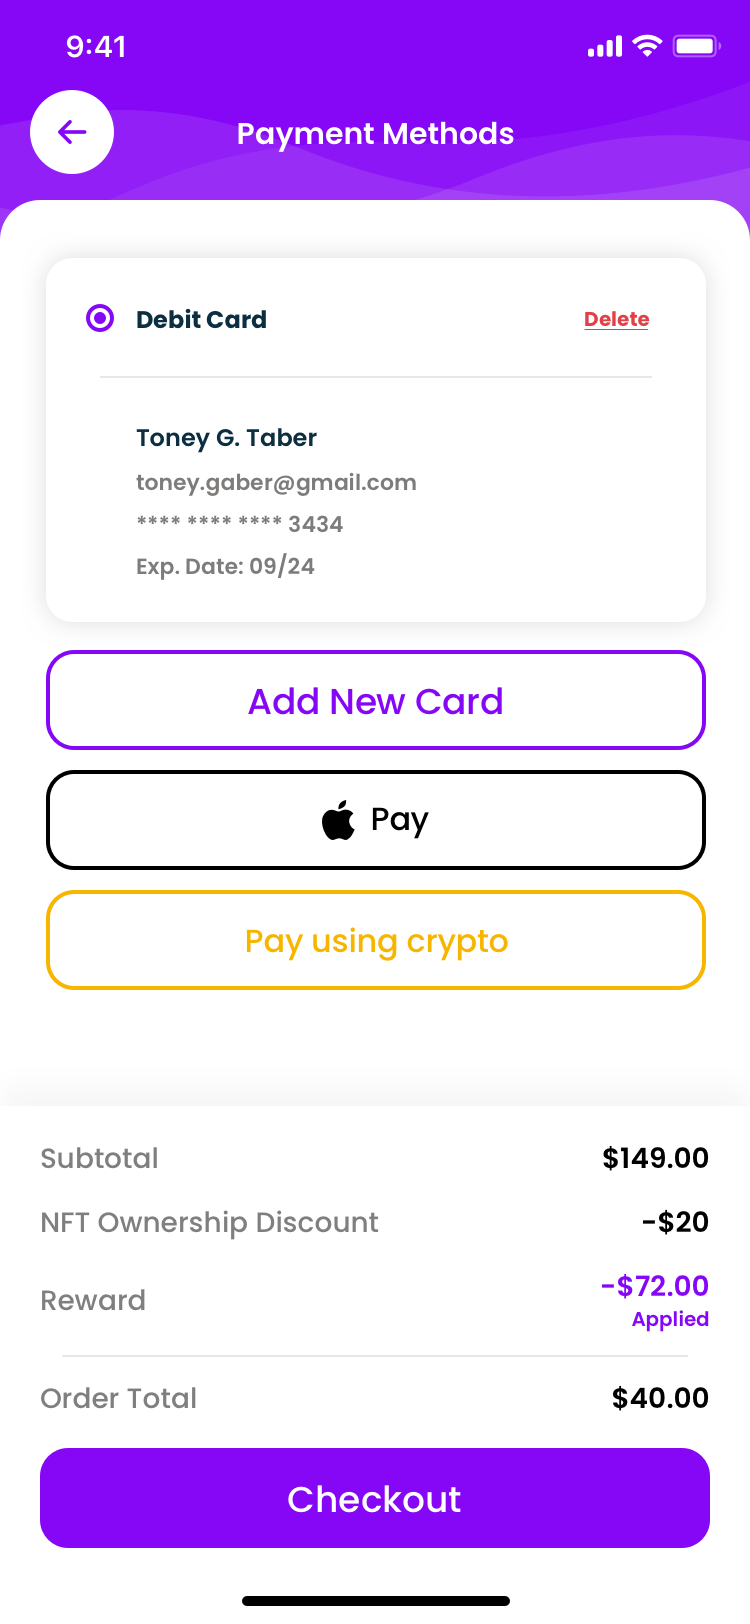 9:41
Payment Methods
Debit Card
Delete
Toney G. Taber
toney.gaber@gmail.com
**** **** **** 3434
Exp. Date: 09/24
Add New Card
Pay
Pay using crypto
Subtotal
$149.00
NFT Ownership Discount
-$20
Reward
-$72.00
Applied
Order Total
$40.00
Checkout